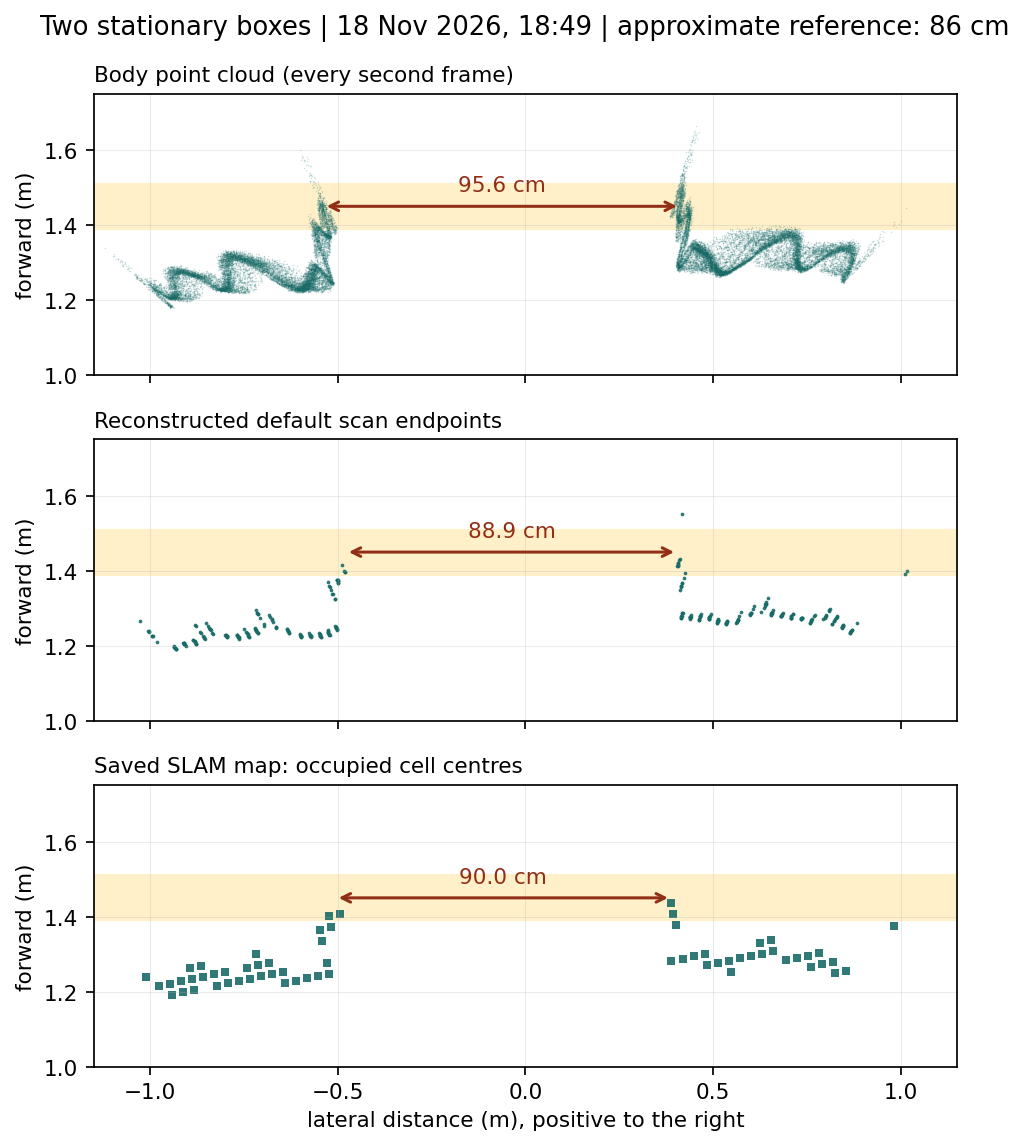 Two stationary boxes | 18 Nov 2026, 18:49 | approximate reference: 86 cm
Body point cloud (every second frame)
forward (m)
1.6
1.4
1.2
1.0
95.6 cm
Reconstructed default scan endpoints
forward (m)
1.6
1.4
1.2
1.0
88.9 cm
Saved SLAM map: occupied cell centres
forward (m)
1.6
1.4
1.2
1.0
90.0 cm
−1.0 −0.5 0.0 0.5 1.0
lateral distance (m), positive to the right